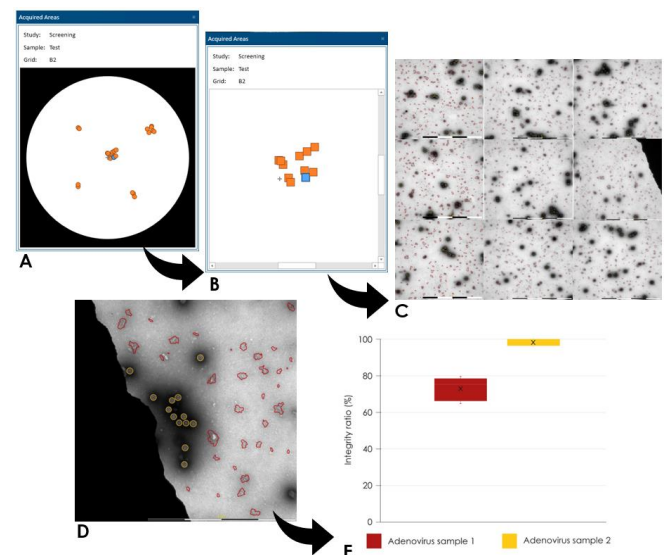 Acquired Areas
Study: Screening
Sample: Test
Grid: B2
A
Acquired Areas
Study: Screening
Sample: Test
Grid: B2
B
C
D
100
80
60
40
20
0
Integrity ratio (%)
Adenovirus sample 1
Adenovirus sample 2
E